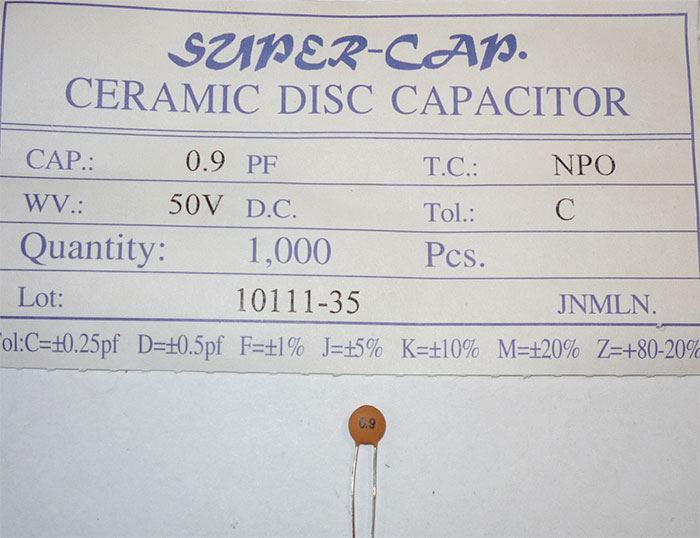 SUPER-CAP.
CERAMIC DISC CAPACITOR
CAP.: 0.9 PF T.C.: NPO
WV.: 50V D.C. Tol.: C
Quantity: 1,000 Pcs.
Lot: 10111-35 JNMLN.
ol:C=±0.25pf D=±0.5pf F=±1% J=±5% K=±10% M=±20% Z=+80-20%
0.9